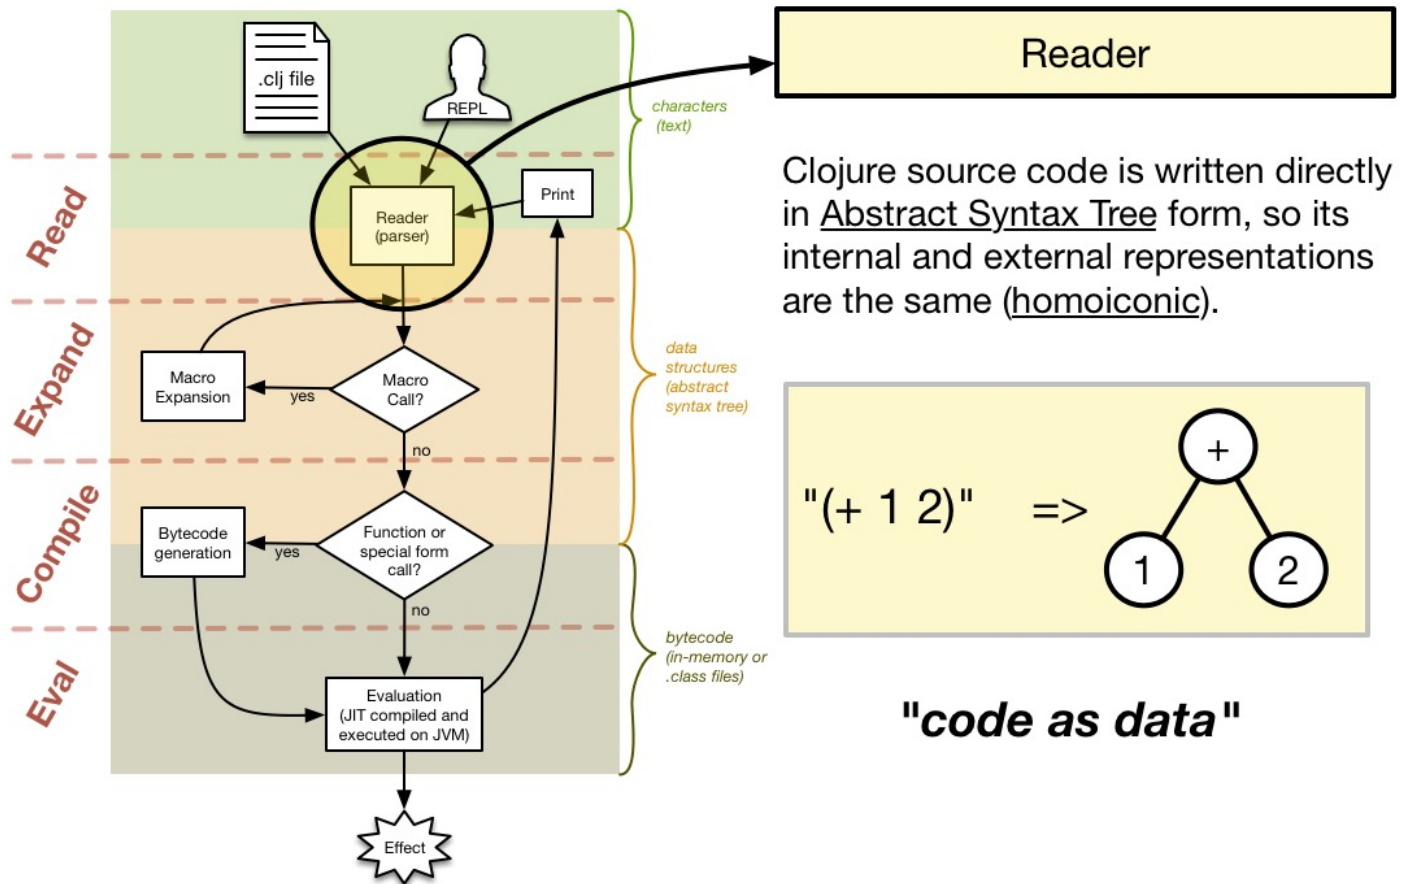 .clj file
REPL
characters
(text)
Read
Reader
(parser)
Print
Expand
Macro
Expansion
yes
Macro
Call?
no
data
structures
(abstract
syntax tree)
Compile
Bytecode
generation
yes
Function or
special form
call?
no
Eval
Evaluation
(JIT compiled and
executed on JVM)
bytecode
(in-memory or
.class files)
Effect
Reader
Clojure source code is written directly
in Abstract Syntax Tree form, so its
internal and external representations
are the same (homoiconic).
"(+ 1 2)" =>
+
1 2
"code as data"